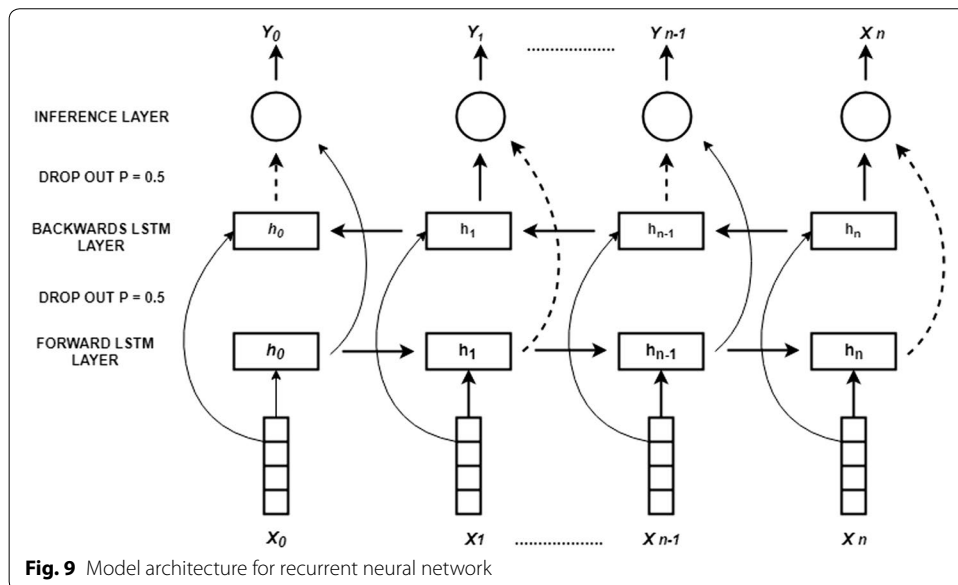 Y0 Y1 .............. Y n-1 X n
INFERENCE LAYER
DROP OUT P = 0.5
BACKWARDS LSTM
LAYER
h0 h1 hn-1 hn
DROP OUT P = 0.5
FORWARD LSTM
LAYER
h0 h1 hn-1 hn
X0 X1 .............. X n-1 X n
Fig. 9 Model architecture for recurrent neural network